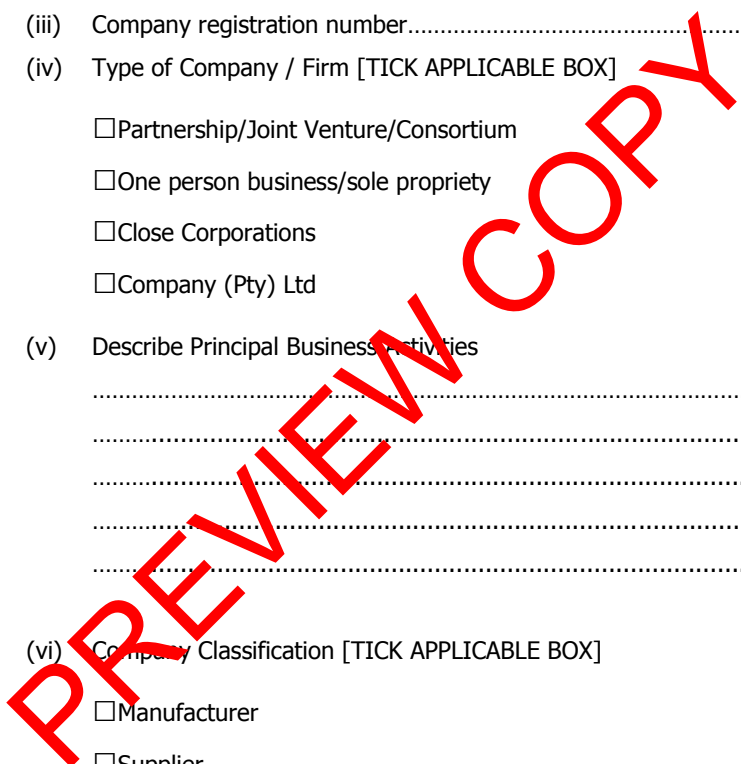 (iii) Company registration number......................................................
(iv) Type of Company / Firm [TICK APPLICABLE BOX]
☐Partnership/Joint Venture/Consortium
☐One person business/sole propriety
☐Close Corporations
☐Company (Pty) Ltd
(v) Describe Principal Business Activities
....................................................................................................
....................................................................................................
....................................................................................................
....................................................................................................
....................................................................................................
(vi) Company Classification [TICK APPLICABLE BOX]
☐Manufacturer
☐Supplier
PREVIEW COPY